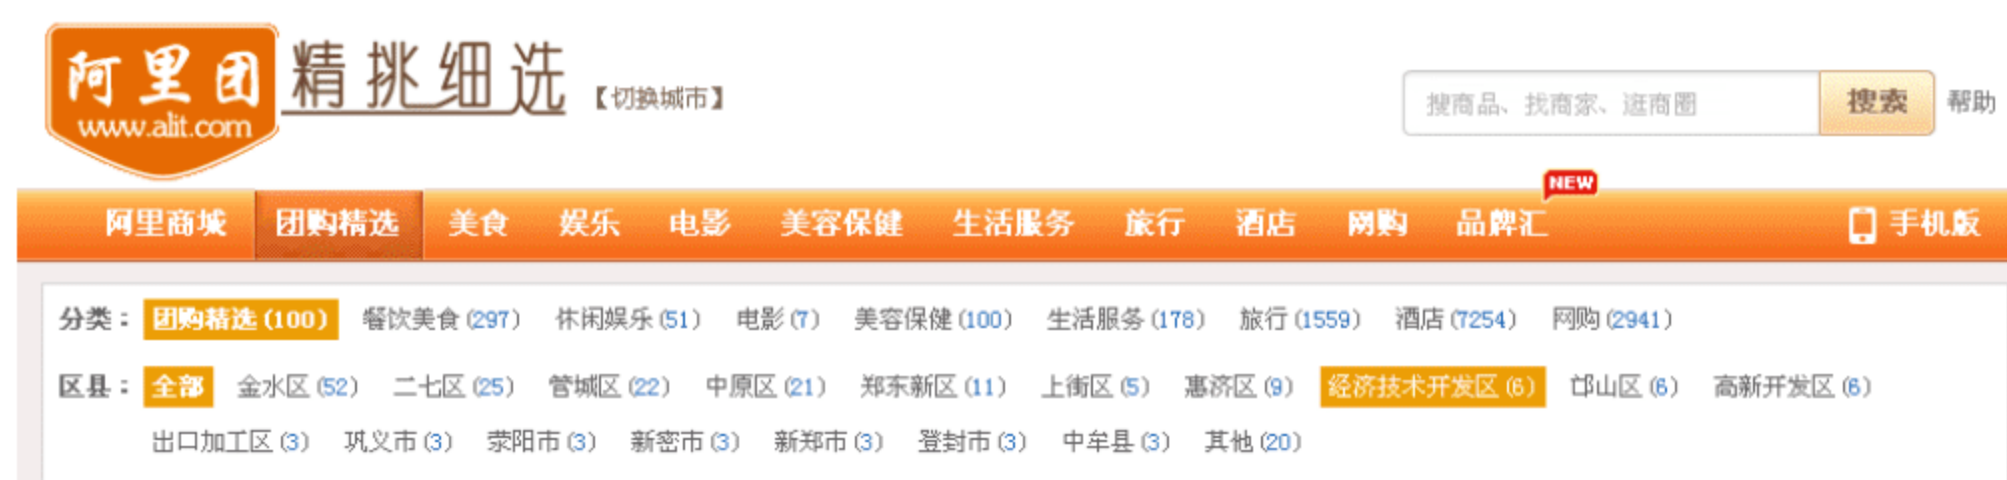 阿里团 精挑细选 【切换城市】
www.alit.com
搜商品、找商家、逛商圈 搜索 帮助
NEW
阿里商城 团购精选 美食 娱乐 电影 美容保健 生活服务 旅行 酒店 网购 品牌汇 手机版
分类： 团购精选 (100) 餐饮美食 (297) 休闲娱乐 (51) 电影 (7) 美容保健 (100) 生活服务 (178) 旅行 (1559) 酒店 (7254) 网购 (2941)
区县： 全部 金水区 (52) 二七区 (25) 管城区 (22) 中原区 (21) 郑东新区 (11) 上街区 (5) 惠济区 (9) 经济技术开发区 (6) 邙山区 (6) 高新开发区 (6)
出口加工区 (3) 巩义市 (3) 荥阳市 (3) 新密市 (3) 新郑市 (3) 登封市 (3) 中牟县 (3) 其他 (20)